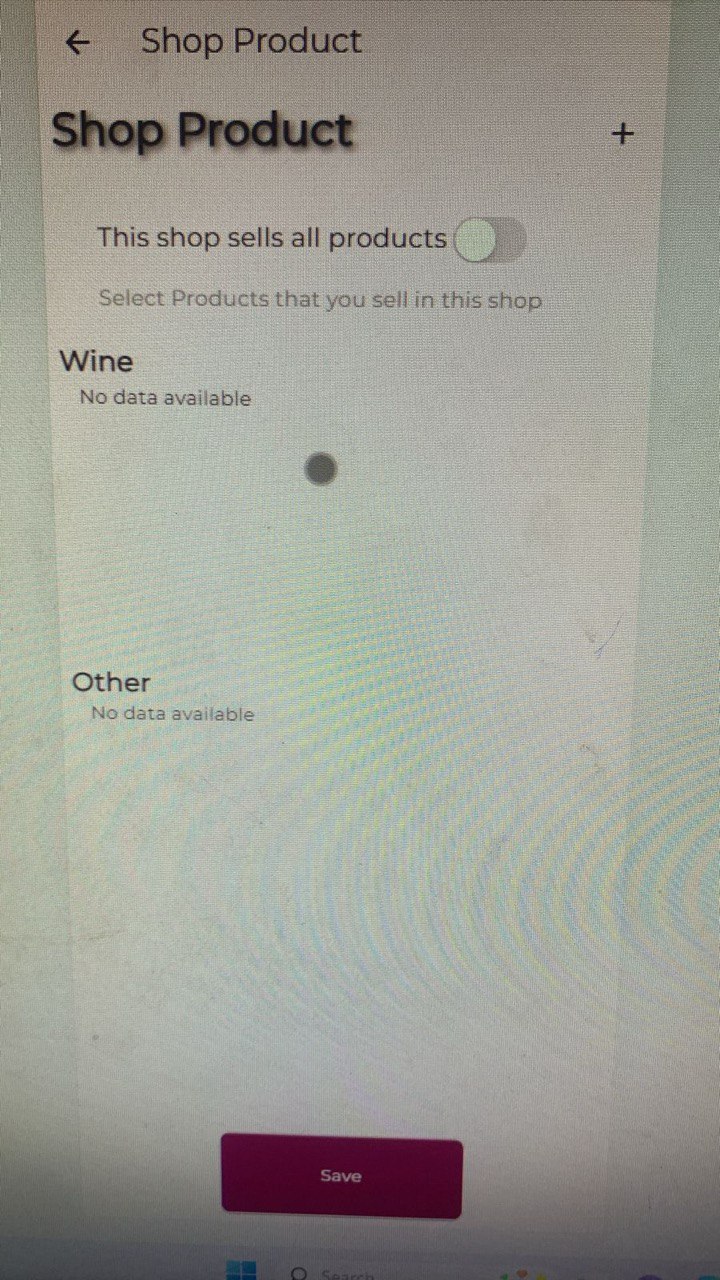 Shop Product
Shop Product
This shop sells all products
Select Products that you sell in this shop
Wine
No data available
Other
No data available
Save
Search